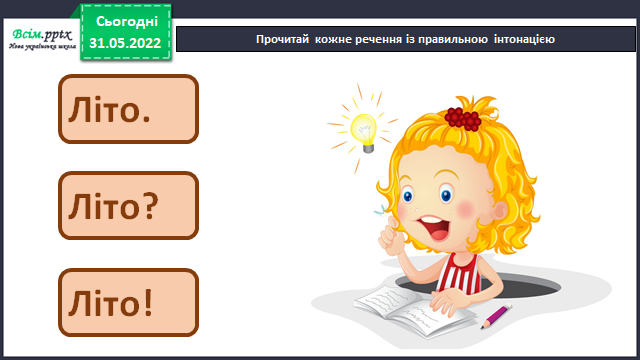 Всім.pptx
Нова українська школа
Сьогодні
31.05.2022
Прочитай кожне речення із правильною інтонацією
Літо.
Літо?
Літо!